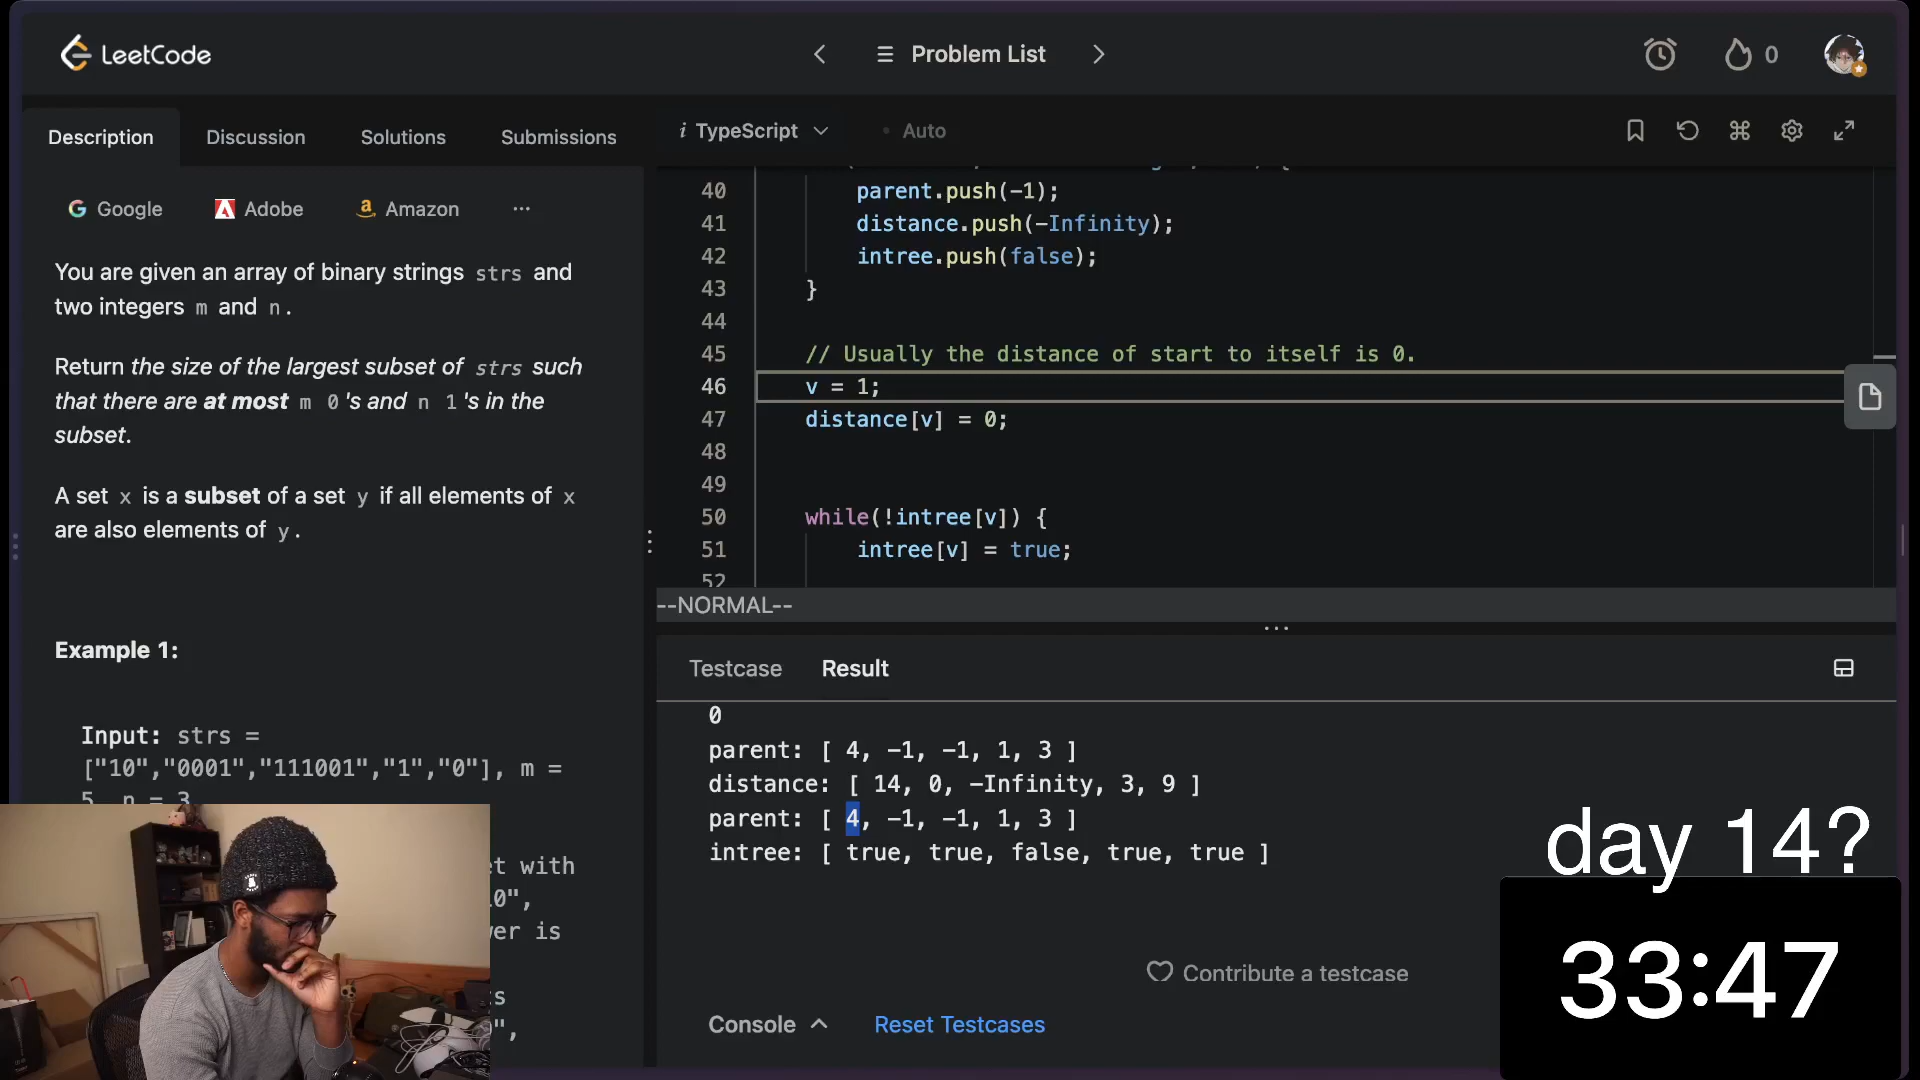 LeetCode
Problem List
0
Description
Discussion
Solutions
Submissions
TypeScript
Auto
Google
Adobe
Amazon
...
You are given an array of binary strings strs and
two integers m and n.
Return the size of the largest subset of strs such
that there are at most m 0's and n 1's in the
subset.
A set x is a subset of a set y if all elements of x
are also elements of y.
Example 1:
Input: strs =
["10","0001","111001","1","0"], m =
5, n = 3
t with
0",
er is
s
",
40 parent.push(-1);
41 distance.push(-Infinity);
42 intree.push(false);
43 }
44
45 // Usually the distance of start to itself is 0.
46 v = 1;
47 distance[v] = 0;
48
49
50 while(!intree[v]) {
51 intree[v] = true;
52
--NORMAL--
Testcase
Result
0
parent: [ 4, -1, -1, 1, 3 ]
distance: [ 14, 0, -Infinity, 3, 9 ]
parent: [ 4, -1, -1, 1, 3 ]
intree: [ true, true, false, true, true ]
Contribute a testcase
Console
Reset Testcases
day 14?
33:47